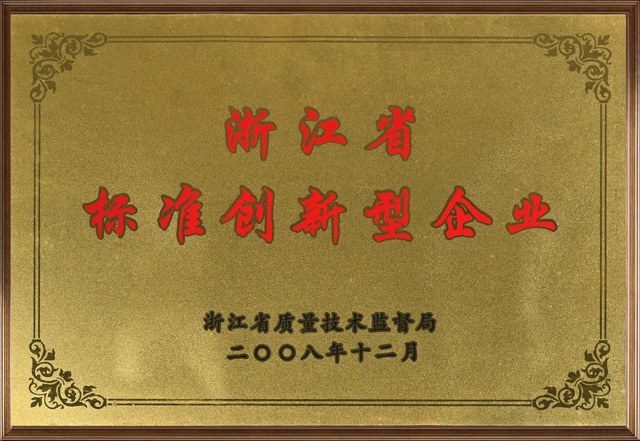 浙江省
标准创新型企业
浙江省质量技术监督局
二〇〇八年十二月